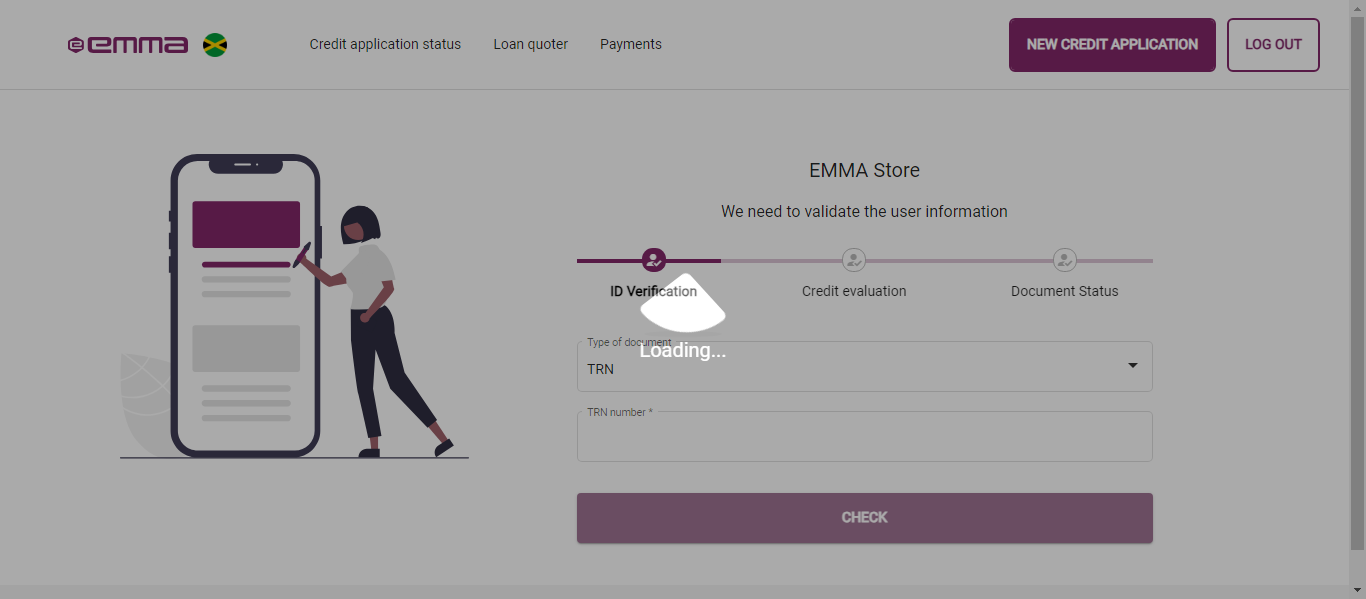 emma
Credit application status
Loan quoter
Payments
NEW CREDIT APPLICATION
LOG OUT
EMMA Store
We need to validate the user information
ID Verification
Credit evaluation
Document Status
Loading...
Type of document
TRN
TRN number *
CHECK